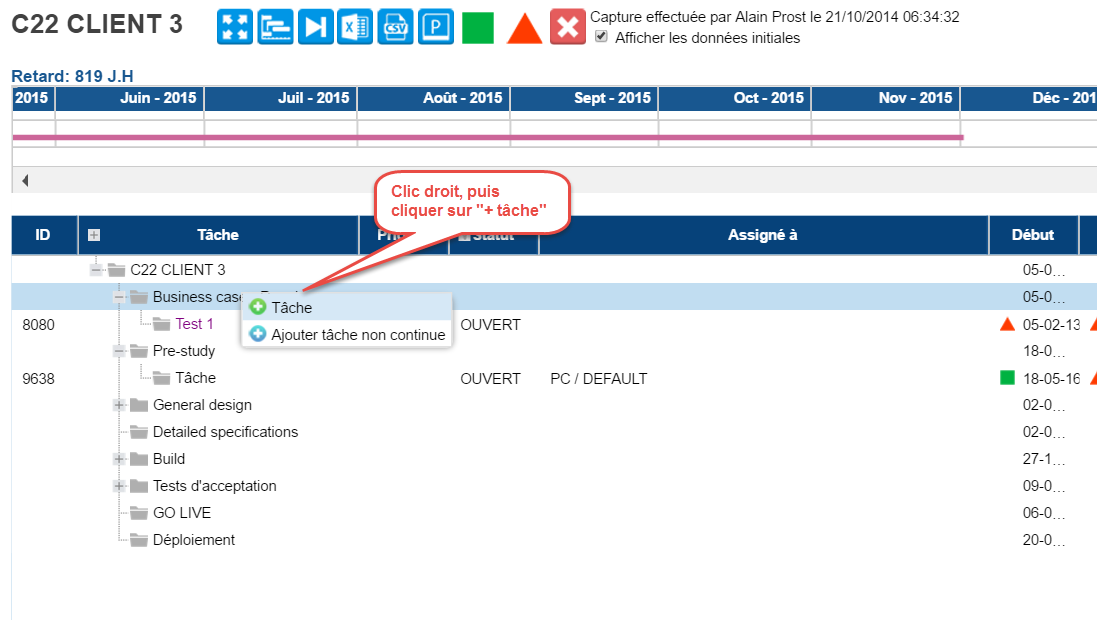 C22 CLIENT 3
CSV
P
Capture effectuée par Alain Prost le 21/10/2014 06:34:32
Afficher les données initiales
Retard: 819 J.H
2015 Juin - 2015 Juil - 2015 Août - 2015 Sept - 2015 Oct - 2015 Nov - 2015 Déc - 201
Clic droit, puis
cliquer sur "+ tâche"
ID Tâche Statut Assigné à Début
C22 CLIENT 3 05-0...
Business case 05-0...
Tâche
8080 Test 1 OUVERT 05-02-13
Ajouter tâche non continue
Pre-study 18-0...
9638 Tâche OUVERT PC / DEFAULT 18-05-16
General design 02-0...
Detailed specifications 02-0...
Build 27-1...
Tests d'acceptation 09-0...
GO LIVE 06-0...
Déploiement 20-0...